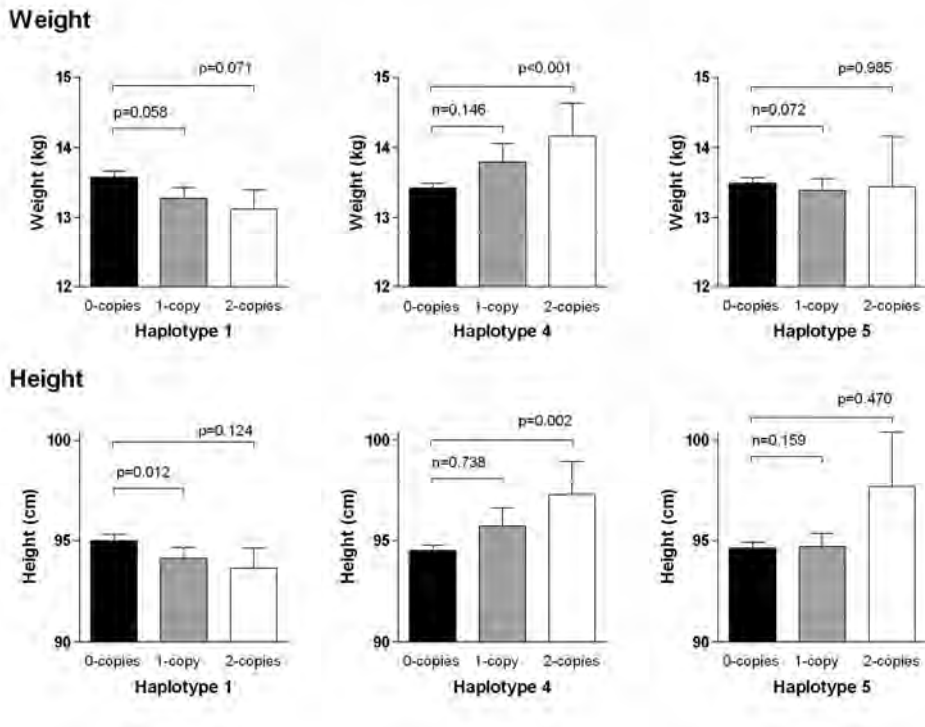 Weight
p=0.071
p=0.058
15
14
13
12
Weight (kg)
0-copies 1-copy 2-copies
Haplotype 1
p<0.001
n=0.146
15
14
13
12
Weight (kg)
0-copies 1-copy 2-copies
Haplotype 4
p=0.985
n=0.072
15
14
13
12
Weight (kg)
0-copies 1-copy 2-copies
Haplotype 5
Height
p=0.124
p=0.012
100
95
90
Height (cm)
0-copies 1-copy 2-copies
Haplotype 1
p=0.002
n=0.738
100
95
90
Height (cm)
0-copies 1-copy 2-copies
Haplotype 4
p=0.470
n=0.159
100
95
90
Height (cm)
0-copies 1-copy 2-copies
Haplotype 5